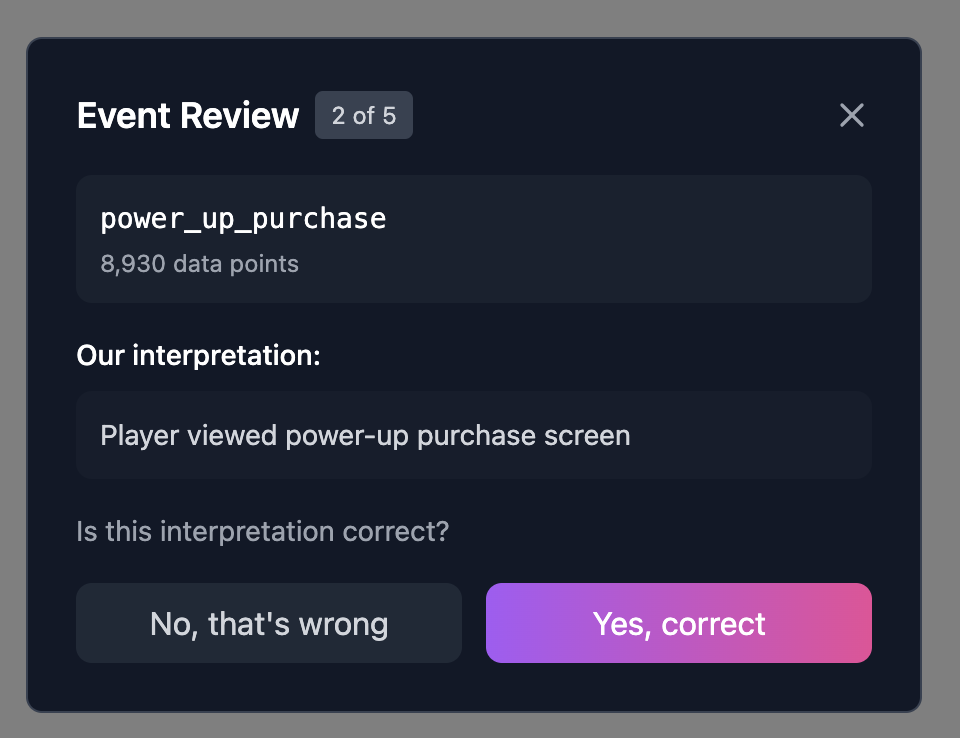 Event Review
2 of 5
power_up_purchase
8,930 data points
Our interpretation:
Player viewed power-up purchase screen
Is this interpretation correct?
No, that's wrong
Yes, correct